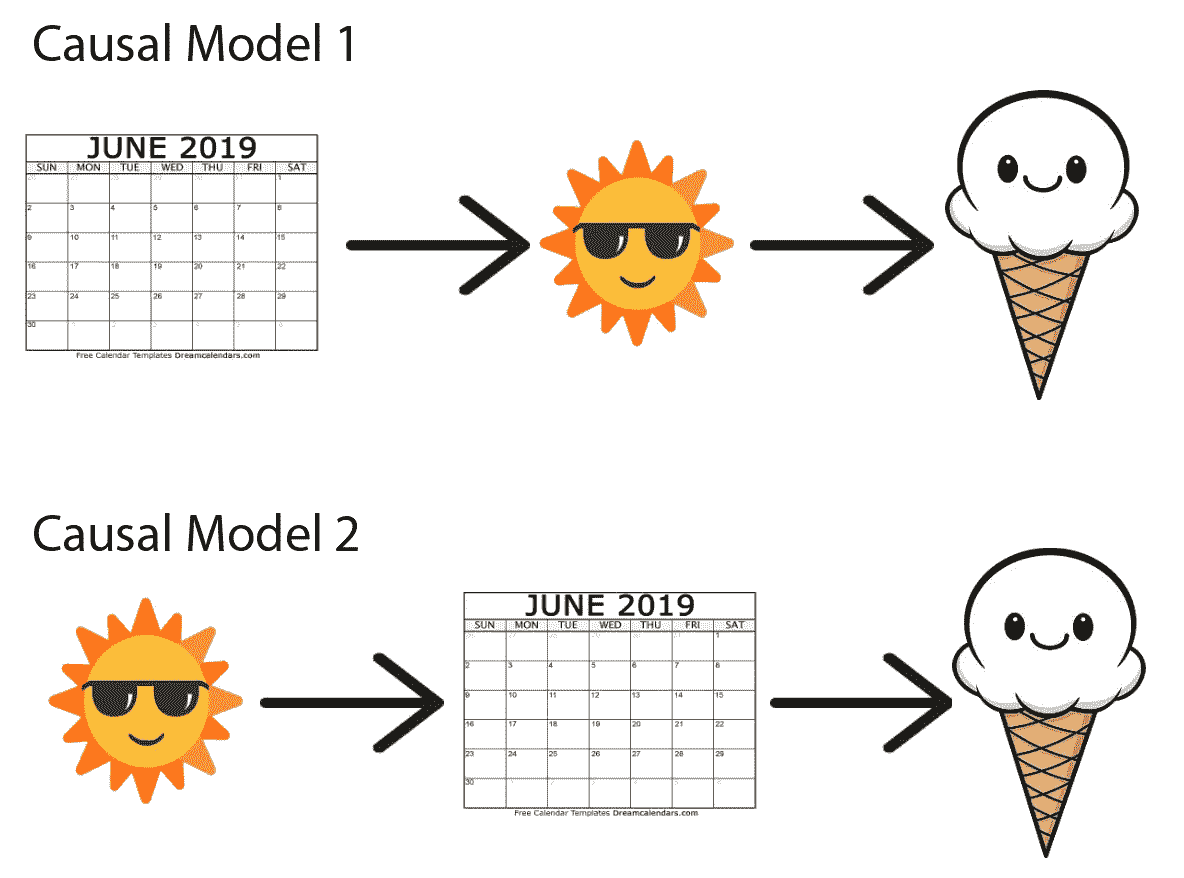 Causal Model 1
JUNE 2019
SUN MON TUE WED THU FRI SAT
1
2 3 4 5 6 7 8
9 10 11 12 13 14 15
16 17 18 19 20 21 22
23 24 25 26 27 28 29
30
Free Calendar Templates Dreamcalendars.com
Causal Model 2
JUNE 2019
SUN MON TUE WED THU FRI SAT
1
2 3 4 5 6 7 8
9 10 11 12 13 14 15
16 17 18 19 20 21 22
23 24 25 26 27 28 29
30
Free Calendar Templates Dreamcalendars.com